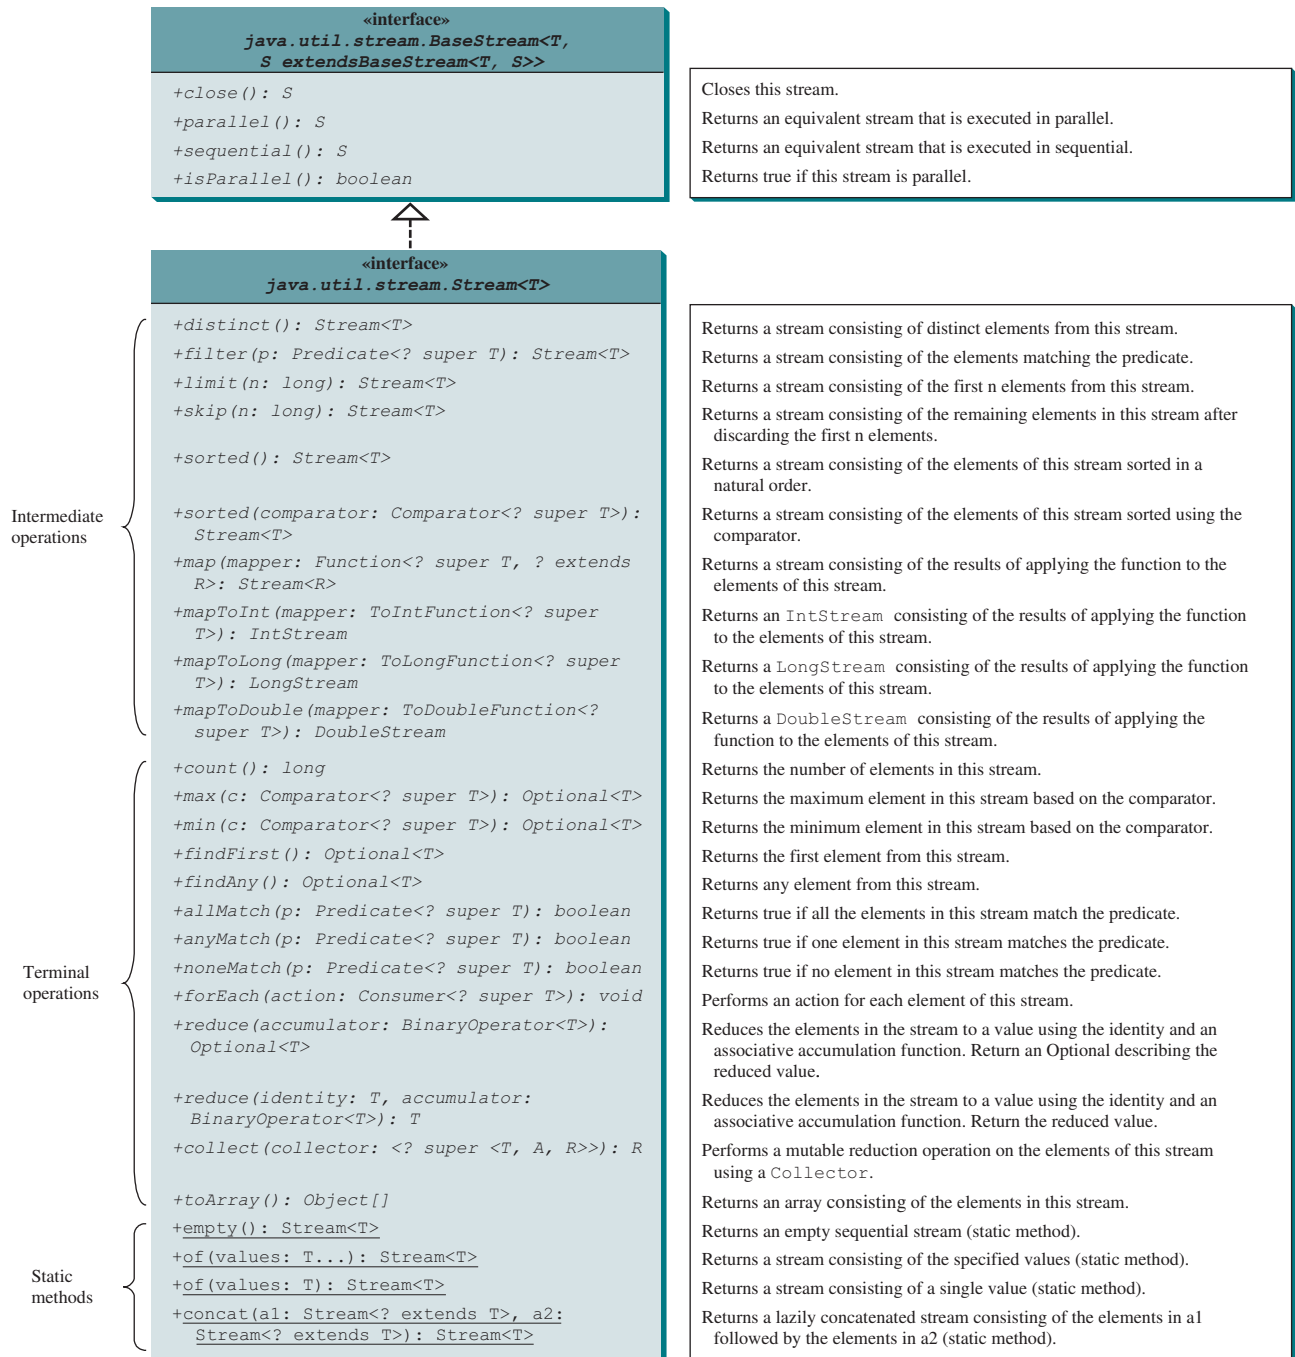 «interface»
java.util.stream.BaseStream<T,
S extendsBaseStream<T, S>>
+close(): S
+parallel(): S
+sequential(): S
+isParallel(): boolean
Closes this stream.
Returns an equivalent stream that is executed in parallel.
Returns an equivalent stream that is executed in sequential.
Returns true if this stream is parallel.
«interface»
java.util.stream.Stream<T>
Intermediate
operations
+distinct(): Stream<T>
+filter(p: Predicate<? super T): Stream<T>
+limit(n: long): Stream<T>
+skip(n: long): Stream<T>
+sorted(): Stream<T>
+sorted(comparator: Comparator<? super T>):
Stream<T>
+map(mapper: Function<? super T, ? extends
R>: Stream<R>
+mapToInt(mapper: ToIntFunction<? super
T>): IntStream
+mapToLong(mapper: ToLongFunction<? super
T>): LongStream
+mapToDouble(mapper: ToDoubleFunction<?
super T>): DoubleStream
Terminal
operations
+count(): long
+max(c: Comparator<? super T>): Optional<T>
+min(c: Comparator<? super T>): Optional<T>
+findFirst(): Optional<T>
+findAny(): Optional<T>
+allMatch(p: Predicate<? super T): boolean
+anyMatch(p: Predicate<? super T): boolean
+noneMatch(p: Predicate<? super T): boolean
+forEach(action: Consumer<? super T>): void
+reduce(accumulator: BinaryOperator<T>):
Optional<T>
+reduce(identity: T, accumulator:
BinaryOperator<T>): T
+collect(collector: <? super <T, A, R>>): R
+toArray(): Object[]
Static
methods
+empty(): Stream<T>
+of(values: T...): Stream<T>
+of(values: T): Stream<T>
+concat(a1: Stream<? extends T>, a2:
Stream<? extends T>): Stream<T>
Returns a stream consisting of distinct elements from this stream.
Returns a stream consisting of the elements matching the predicate.
Returns a stream consisting of the first n elements from this stream.
Returns a stream consisting of the remaining elements in this stream after
discarding the first n elements.
Returns a stream consisting of the elements of this stream sorted in a
natural order.
Returns a stream consisting of the elements of this stream sorted using the
comparator.
Returns a stream consisting of the results of applying the function to the
elements of this stream.
Returns an IntStream consisting of the results of applying the function
to the elements of this stream.
Returns a LongStream consisting of the results of applying the function
to the elements of this stream.
Returns a DoubleStream consisting of the results of applying the
function to the elements of this stream.
Returns the number of elements in this stream.
Returns the maximum element in this stream based on the comparator.
Returns the minimum element in this stream based on the comparator.
Returns the first element from this stream.
Returns any element from this stream.
Returns true if all the elements in this stream match the predicate.
Returns true if one element in this stream matches the predicate.
Returns true if no element in this stream matches the predicate.
Performs an action for each element of this stream.
Reduces the elements in the stream to a value using the identity and an
associative accumulation function. Return an Optional describing the
reduced value.
Reduces the elements in the stream to a value using the identity and an
associative accumulation function. Return the reduced value.
Performs a mutable reduction operation on the elements of this stream
using a Collector.
Returns an array consisting of the elements in this stream.
Returns an empty sequential stream (static method).
Returns a stream consisting of the specified values (static method).
Returns a stream consisting of a single value (static method).
Returns a lazily concatenated stream consisting of the elements in a1
followed by the elements in a2 (static method).